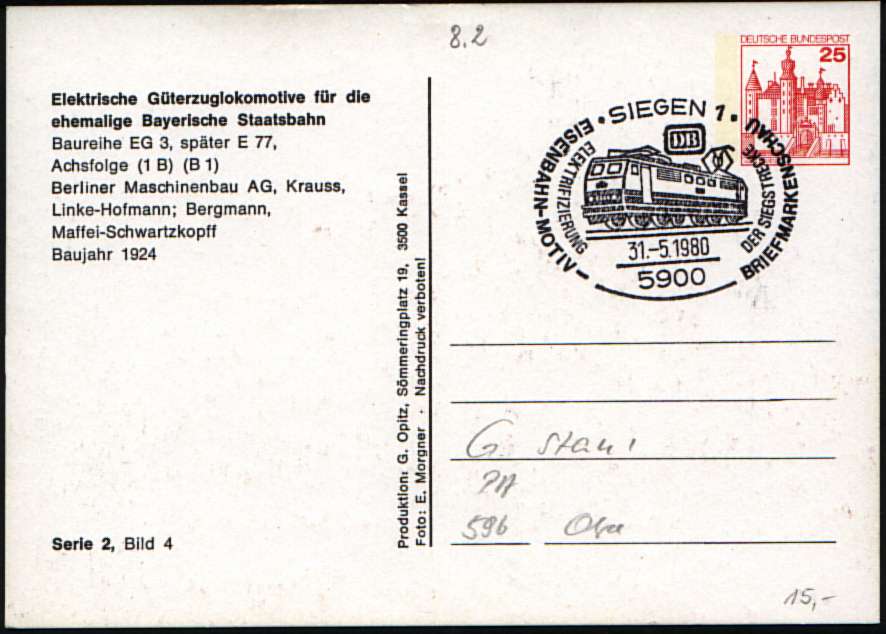 8.2
Elektrische Güterzuglokomotive für die
ehemalige Bayerische Staatsbahn
Baureihe EG 3, später E 77,
Achsfolge (1 B) (B 1)
Berliner Maschinenbau AG, Krauss,
Linke-Hofmann; Bergmann,
Maffei-Schwartzkopff
Baujahr 1924
Serie 2, Bild 4
Produktion: G. Opitz, Sömmeringplatz 19, 3500 Kassel
Foto: E. Morgner · Nachdruck verboten!
DEUTSCHE BUNDESPOST
25
· SIEGEN 1 ·
EISENBAHN-MOTIV-
BRIEFMARKENSCHAU
ELEKTRIFIZIERUNG
DER SIEGSTRECKE
DB
31.-5.1980
5900
G.
596
15,-